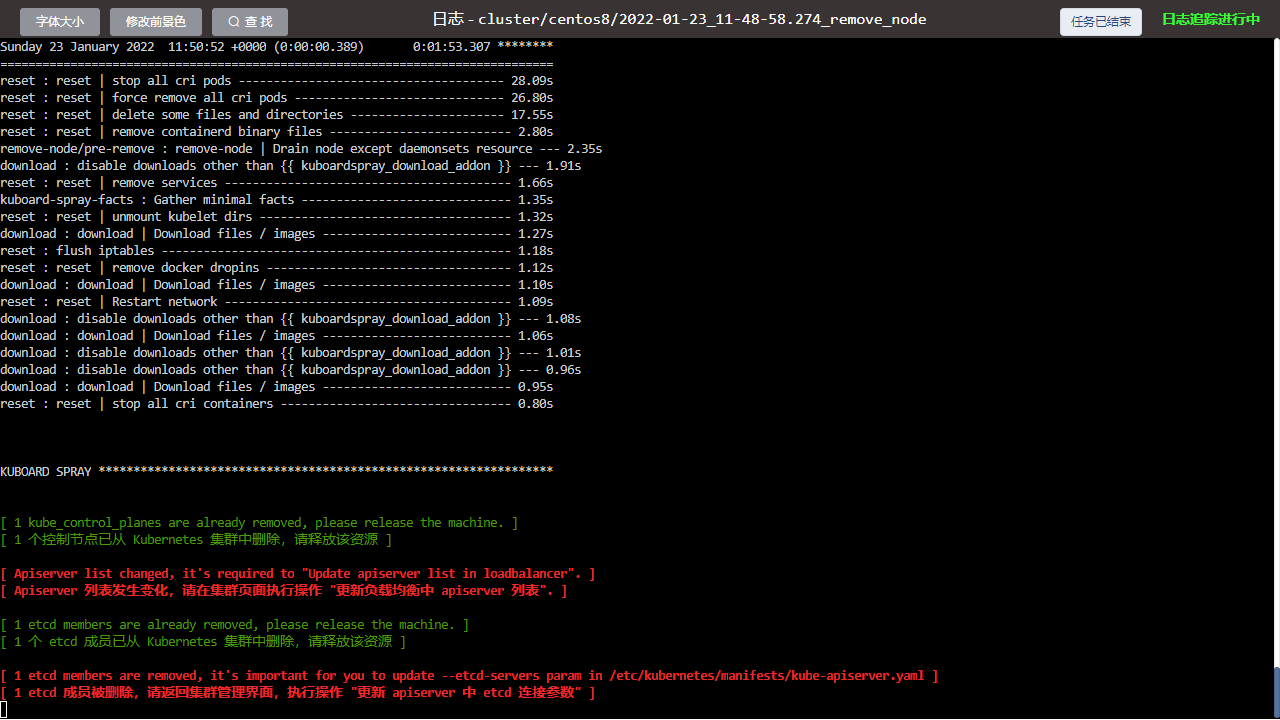 字体大小 修改前景色 查 找 日志 - cluster/centos8/2022-01-23_11-48-58.274_remove_node 任务已结束 日志追踪进行中
Sunday 23 January 2022  11:50:52 +0000 (0:00:00.389)       0:01:53.307 ********
===============================================================================
reset : reset | stop all cri pods -------------------------------------- 28.09s
reset : reset | force remove all cri pods ------------------------------ 26.80s
reset : reset | delete some files and directories ---------------------- 17.55s
reset : reset | remove containerd binary files -------------------------- 2.80s
remove-node/pre-remove : remove-node | Drain node except daemonsets resource --- 2.35s
download : disable downloads other than {{ kuboardspray_download_addon }} --- 1.91s
reset : reset | remove services ----------------------------------------- 1.66s
kuboard-spray-facts : Gather minimal facts ------------------------------ 1.35s
reset : reset | unmount kubelet dirs ------------------------------------ 1.32s
download : download | Download files / images --------------------------- 1.27s
reset : flush iptables -------------------------------------------------- 1.18s
reset : reset | remove docker dropins ----------------------------------- 1.12s
download : download | Download files / images --------------------------- 1.10s
reset : reset | Restart network ----------------------------------------- 1.09s
download : disable downloads other than {{ kuboardspray_download_addon }} --- 1.08s
download : download | Download files / images --------------------------- 1.06s
download : disable downloads other than {{ kuboardspray_download_addon }} --- 1.01s
download : disable downloads other than {{ kuboardspray_download_addon }} --- 0.96s
download : download | Download files / images --------------------------- 0.95s
reset : reset | stop all cri containers --------------------------------- 0.80s
KUBOARD SPRAY *****************************************************************
[ 1 kube_control_planes are already removed, please release the machine. ]
[ 1 个控制节点已从 Kubernetes 集群中删除, 请释放该资源 ]
[ Apiserver list changed, it's required to "Update apiserver list in loadbalancer". ]
[ Apiserver 列表发生变化, 请在集群页面执行操作 "更新负载均衡中 apiserver 列表". ]
[ 1 etcd members are already removed, please release the machine. ]
[ 1 个 etcd 成员已从 Kubernetes 集群中删除, 请释放该资源 ]
[ 1 etcd members are removed, it's important for you to update --etcd-servers param in /etc/kubernetes/manifests/kube-apiserver.yaml ]
[ 1 etcd 成员被删除, 请返回集群管理界面, 执行操作 "更新 apiserver 中 etcd 连接参数" ]